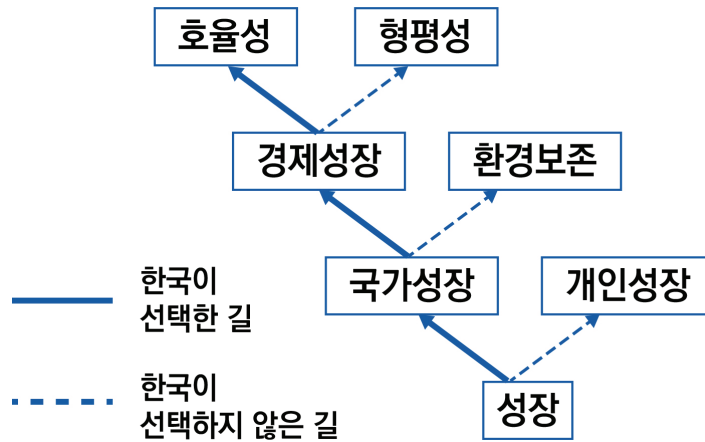 호율성
형평성
경제성장
환경보존
국가성장
개인성장
성장
한국이
선택한 길
한국이
선택하지 않은 길